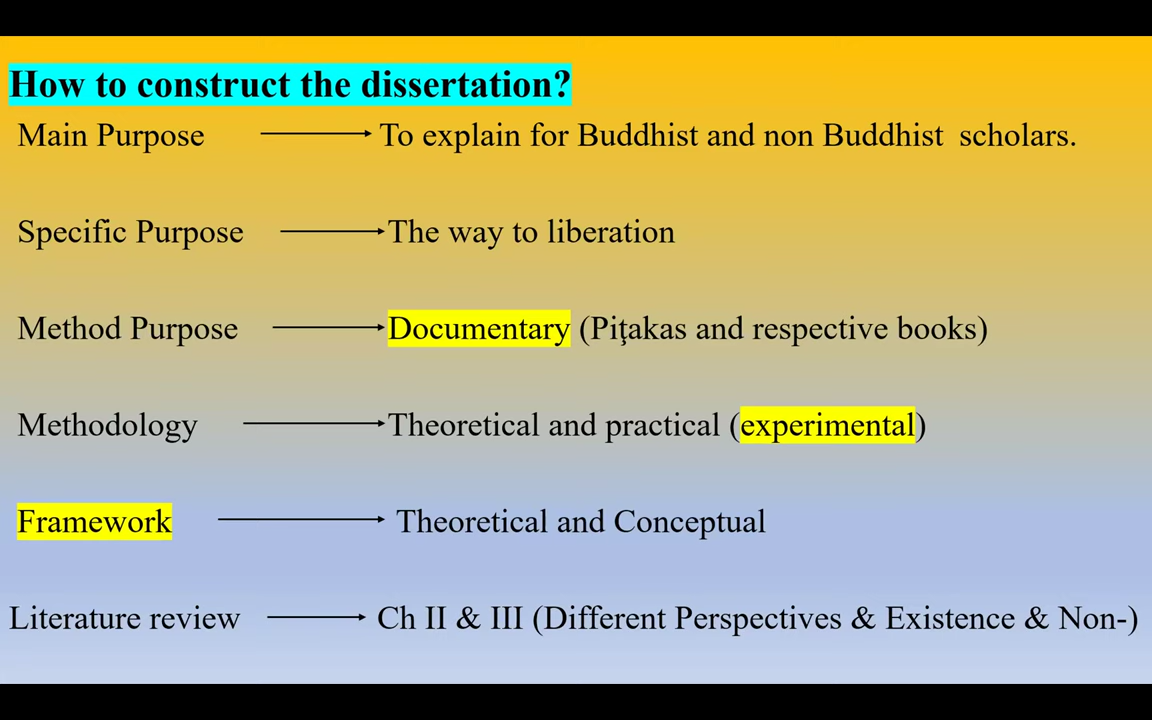 How to construct the dissertation?
Main Purpose To explain for Buddhist and non Buddhist scholars.
Specific Purpose The way to liberation
Method Purpose Documentary (Piţakas and respective books)
Methodology Theoretical and practical (experimental)
Framework Theoretical and Conceptual
Literature review Ch II & III (Different Perspectives & Existence & Non-)